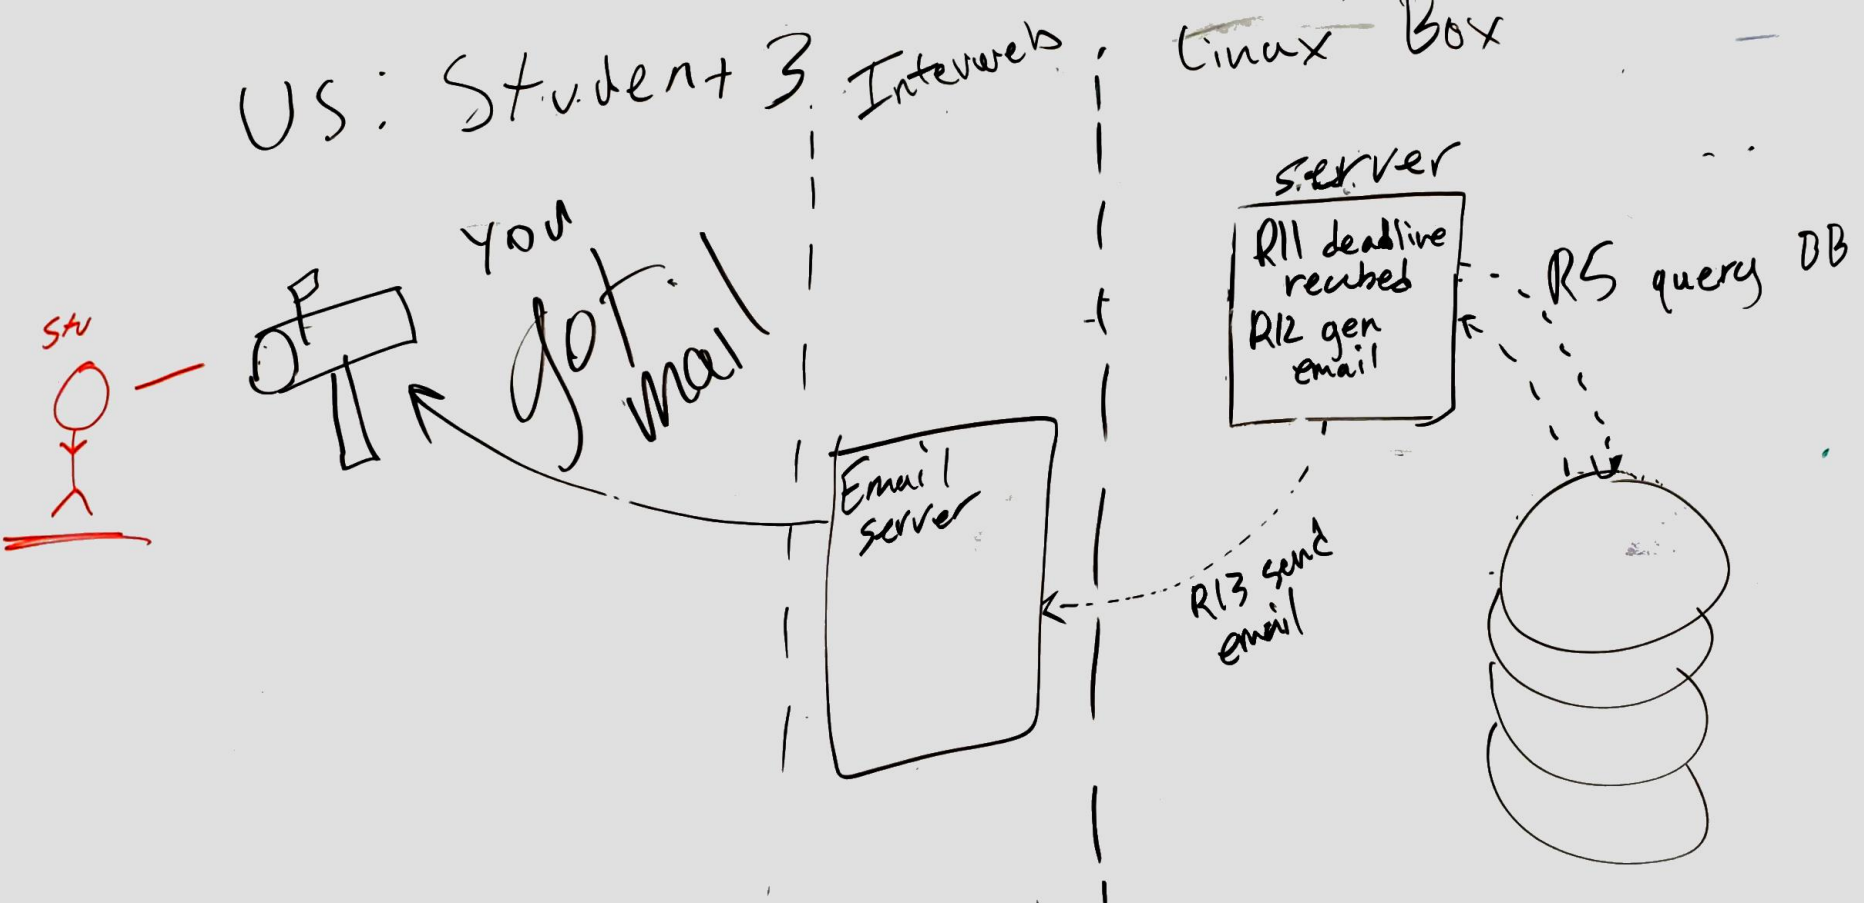 US: Student 3
Interweb
Linux Box
server
R11 deadline
reached
R12 gen
email
R5 query DB
you
got
mail
stu
Email
server
R13 send
email